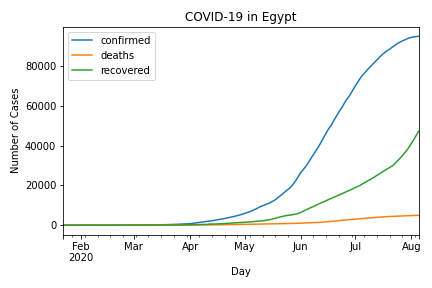 COVID-19 in Egypt
confirmed
deaths
recovered
80000
60000
40000
20000
0
Number of Cases
Feb Mar Apr May Jun Jul Aug
2020
Day